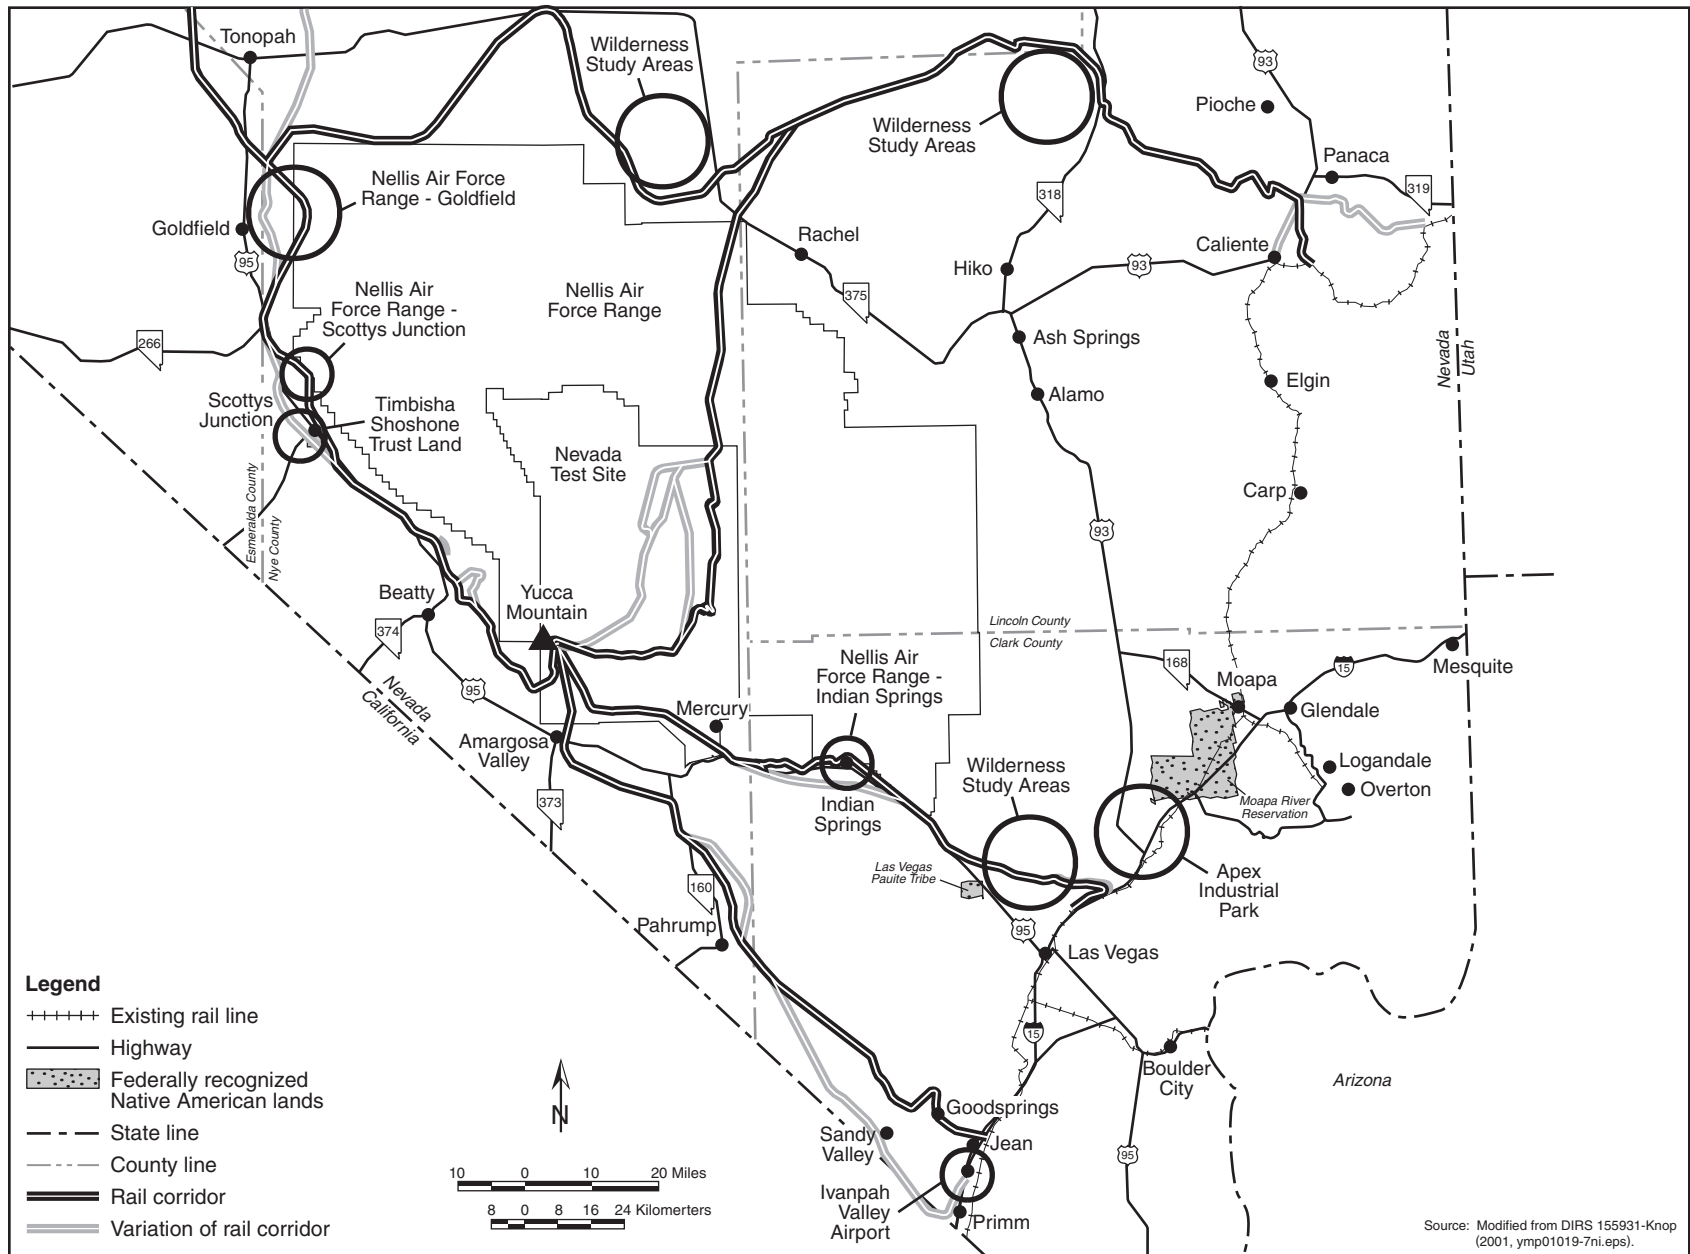 Tonopah
Wilderness
Study Areas
93
Pioche
Wilderness
Study Areas
Panaca
319
Nellis Air Force
Range - Goldfield
318
Goldfield
Rachel
Caliente
95
Hiko
93
Nellis Air
Force Range -
Scottys Junction
Nellis Air
Force Range
375
266
Ash Springs
Nevada
Utah
Elgin
Alamo
Scottys
Junction
Timbisha
Shoshone
Trust Land
Nevada
Test Site
Carp
Esmeralda County
Nye County
93
Beatty
Yucca
Mountain
374
Lincoln County
Clark County
Nellis Air
Force Range -
Indian Springs
168
15
Mesquite
Moapa
95
Nevada
California
Mercury
Glendale
Amargosa
Valley
Logandale
Wilderness
Study Areas
Overton
373
Indian
Springs
Moapa River
Reservation
Las Vegas
Pauite Tribe
Apex
Industrial
Park
160
Pahrump
95
Las Vegas
Legend
Existing rail line
Highway
Federally recognized
Native American lands
State line
County line
Rail corridor
Variation of rail corridor
15
Boulder
City
Arizona
N
Goodsprings
Sandy
Valley
Jean
95
10 0 10 20 Miles
8 0 8 16 24 Kilomerters
Ivanpah
Valley
Airport
Primm
Source: Modified from DIRS 155931-Knop
(2001, ymp01019-7ni.eps).